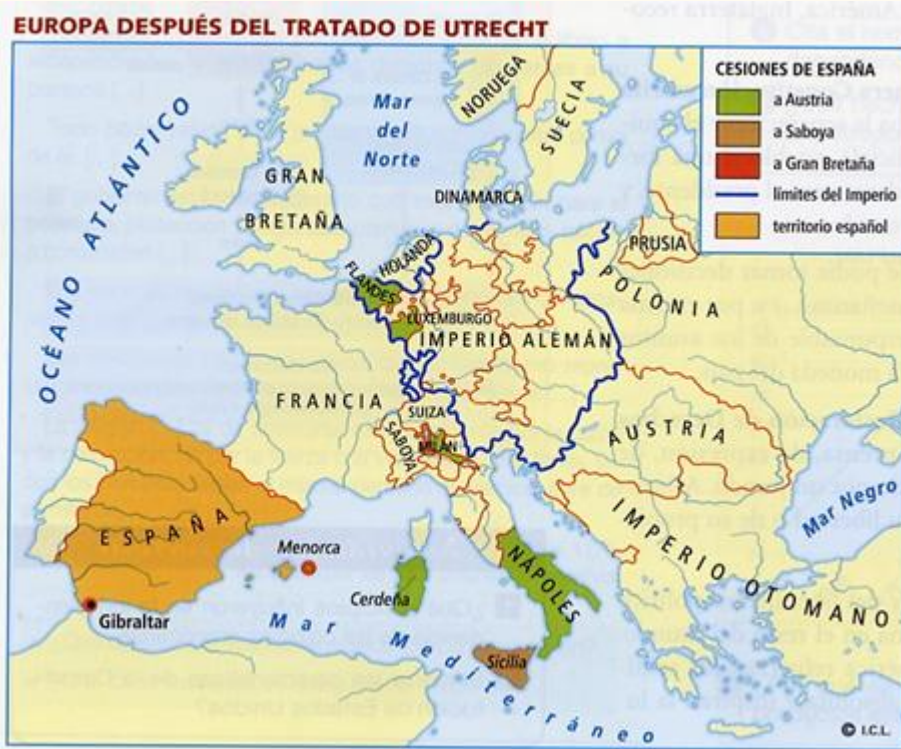 EUROPA DESPUÉS DEL TRATADO DE UTRECHT
CESIONES DE ESPAÑA
a Austria
a Saboya
a Gran Bretaña
límites del Imperio
territorio español
OCÉANO ATLÁNTICO
Mar
del
Norte
NORUEGA
SUECIA
GRAN
BRETAÑA
DINAMARCA
PRUSIA
HOLANDA
FLANDES
POLONIA
LUXEMBURGO
IMPERIO ALEMÁN
FRANCIA
SUIZA
SABOYA
MILÁN
AUSTRIA
Mar Negro
ESPAÑA
Menorca
IMPERIO OTOMANO
NÁPOLES
Cerdeña
Gibraltar
Mar Mediterráneo
Sicilia
© I.C.L.